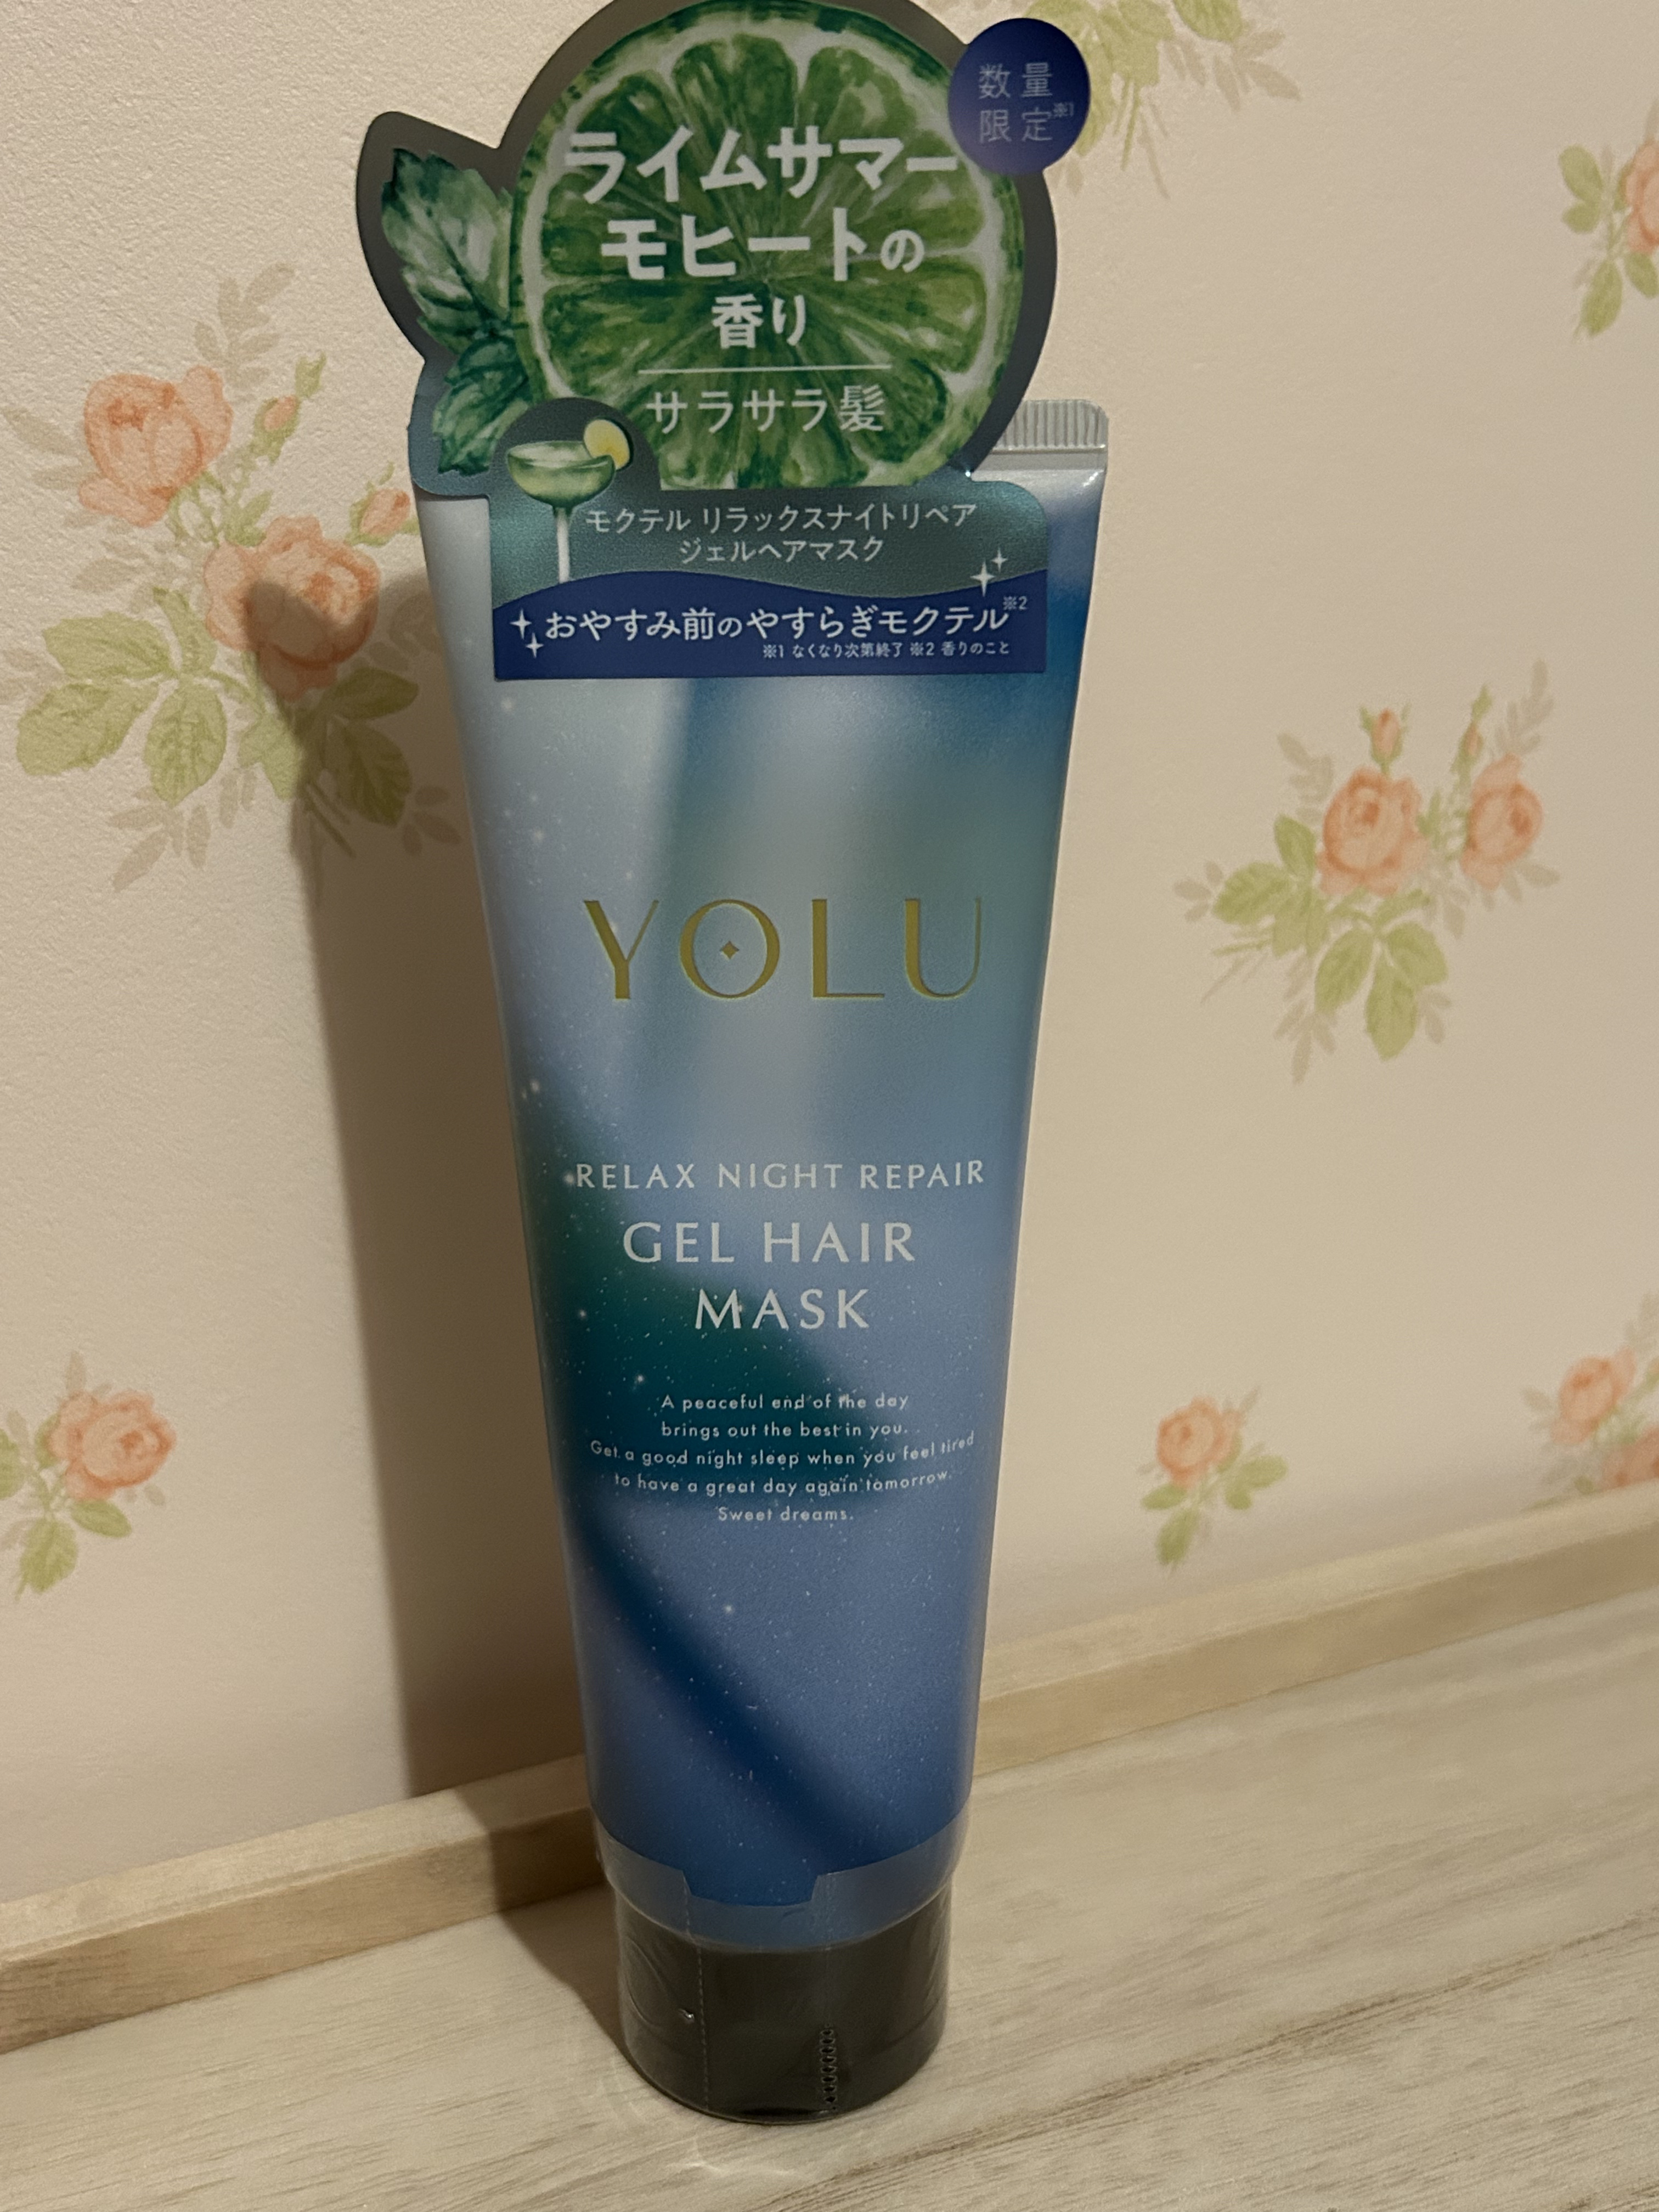 数量
限定※1
ライムサマー
モヒートの
香り
サラサラ髪
モクテル リラックスナイトリペア
ジェルヘアマスク
おやすみ前のやすらぎモクテル※2
※1 なくなり次第終了 ※2 香りのこと
YOLU
RELAX NIGHT REPAIR
GEL HAIR
MASK
A peaceful end of the day
brings out the best in you.
Get a good night sleep when you feel tired
to have a great day again tomorrow.
Sweet dreams.